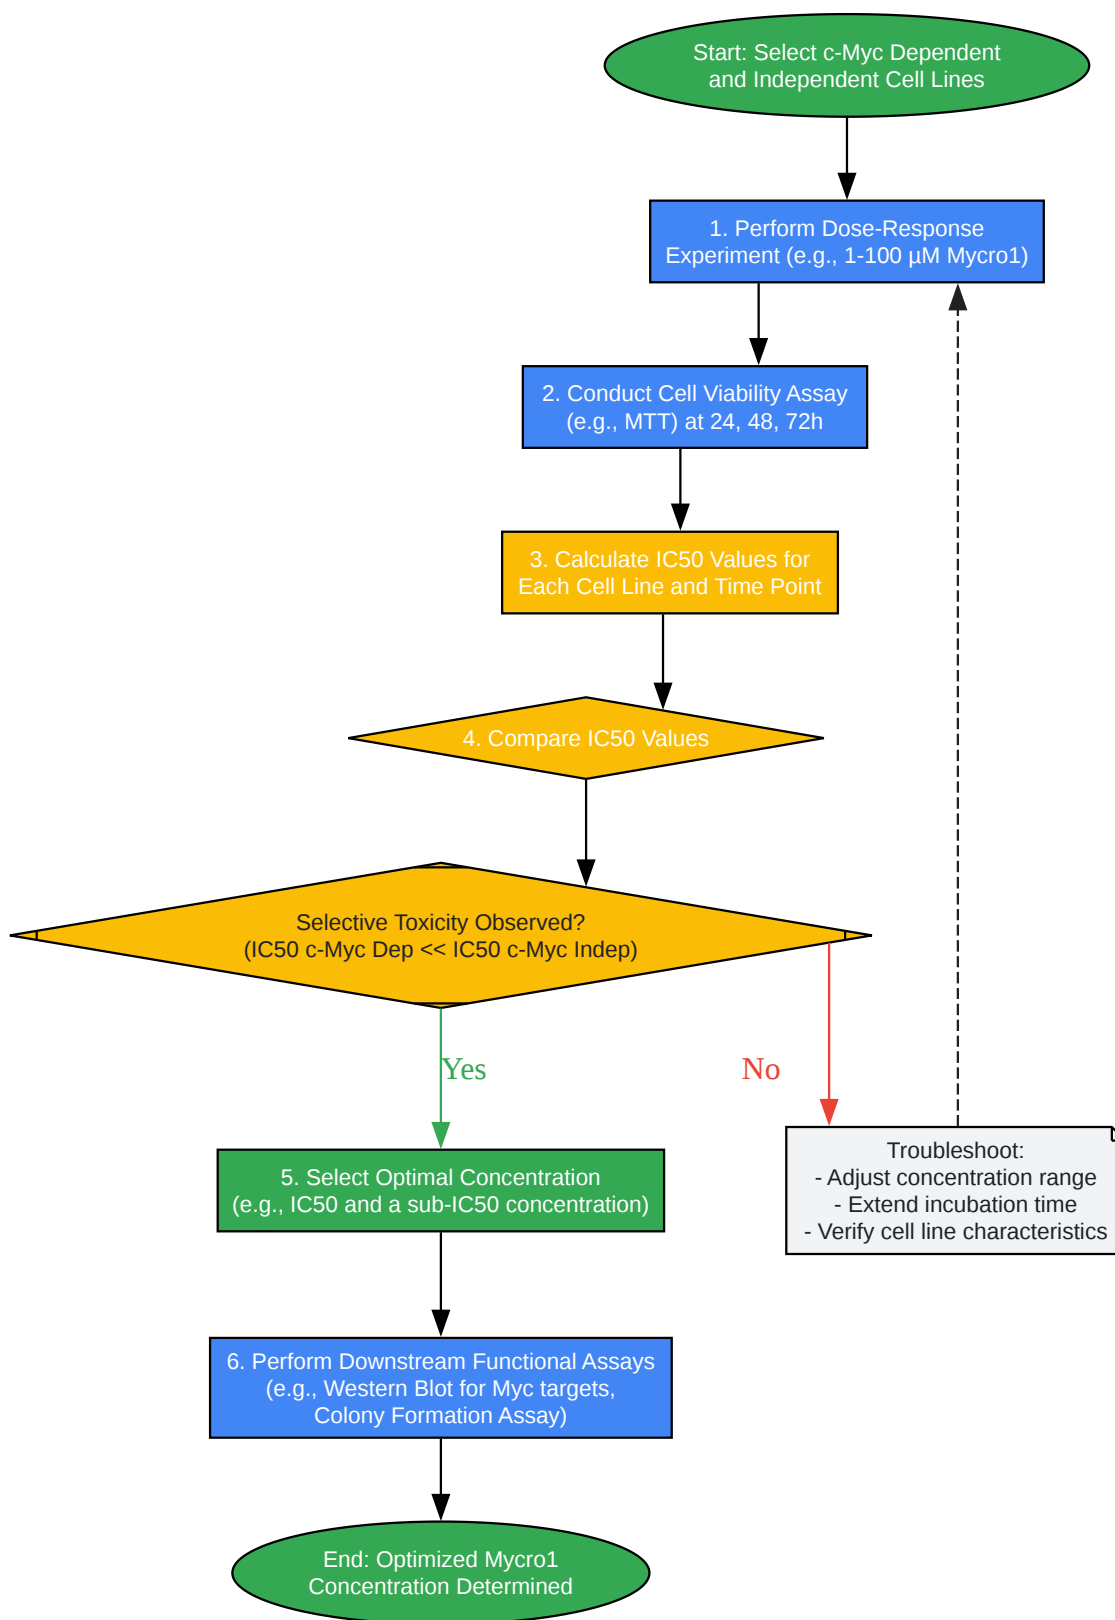 Start: Select c-Myc Dependent
and Independent Cell Lines
1. Perform Dose-Response
Experiment (e.g., 1-100 µM Mycro1)
2. Conduct Cell Viability Assay
(e.g., MTT) at 24, 48, 72h
3. Calculate IC50 Values for
Each Cell Line and Time Point
4. Compare IC50 Values
Selective Toxicity Observed?
(IC50 c-Myc Dep << IC50 c-Myc Indep)
Yes
No
Troubleshoot:
- Adjust concentration range
- Extend incubation time
- Verify cell line characteristics
5. Select Optimal Concentration
(e.g., IC50 and a sub-IC50 concentration)
6. Perform Downstream Functional Assays
(e.g., Western Blot for Myc targets,
Colony Formation Assay)
End: Optimized Mycro1
Concentration Determined